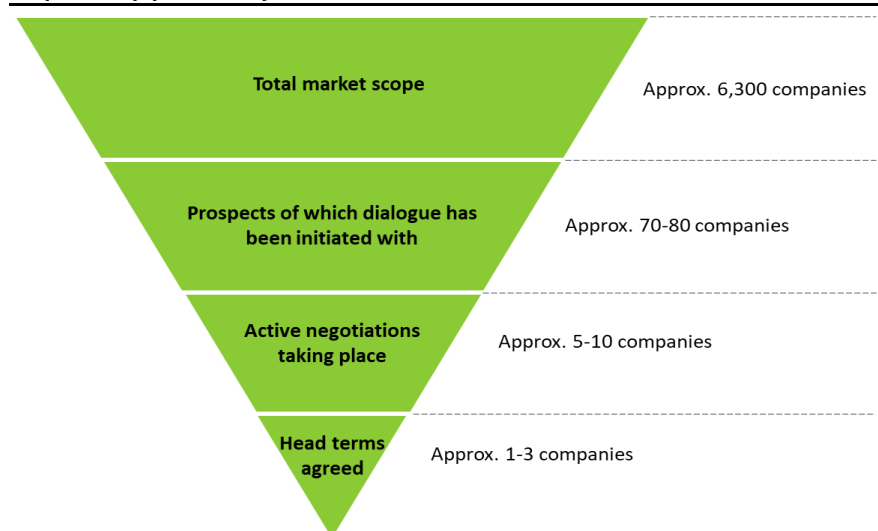 Total market scope
Approx. 6,300 companies
Prospects of which dialogue has
been initiated with
Approx. 70-80 companies
Active negotiations
taking place
Approx. 5-10 companies
Head terms
agreed
Approx. 1-3 companies